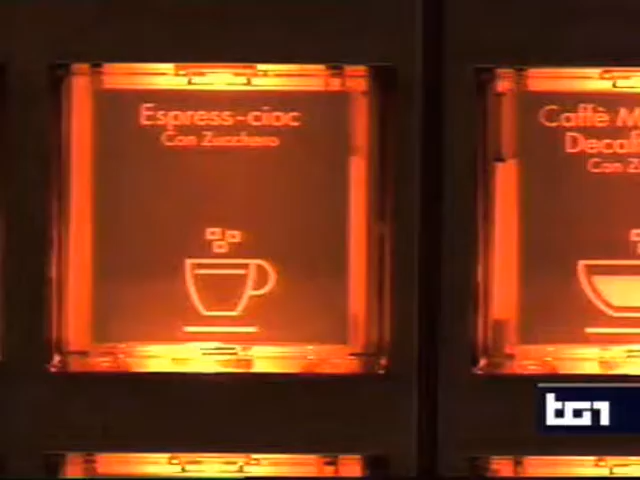 Espress-cioc
Con Zucchero
Caffè M
Decaf
Con Z
tg1